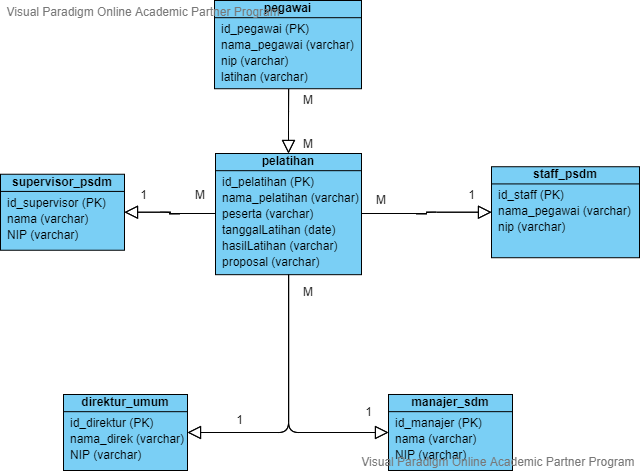 Visual Paradigm Online Academic Partner Program
pegawai
id_pegawai (PK)
nama_pegawai (varchar)
nip (varchar)
latihan (varchar)
M
M
pelatihan
id_pelatihan (PK)
nama_pelatihan (varchar)
peserta (varchar)
tanggalLatihan (date)
hasilLatihan (varchar)
proposal (varchar)
supervisor_psdm
id_supervisor (PK)
nama (varchar)
NIP (varchar)
1
M
staff_psdm
id_staff (PK)
nama_pegawai (varchar)
nip (varchar)
M
1
M
direktur_umum
id_direktur (PK)
nama_direk (varchar)
NIP (varchar)
1
1
manajer_sdm
id_manajer (PK)
nama (varchar)
NIP (varchar)
Visual Paradigm Online Academic Partner Program